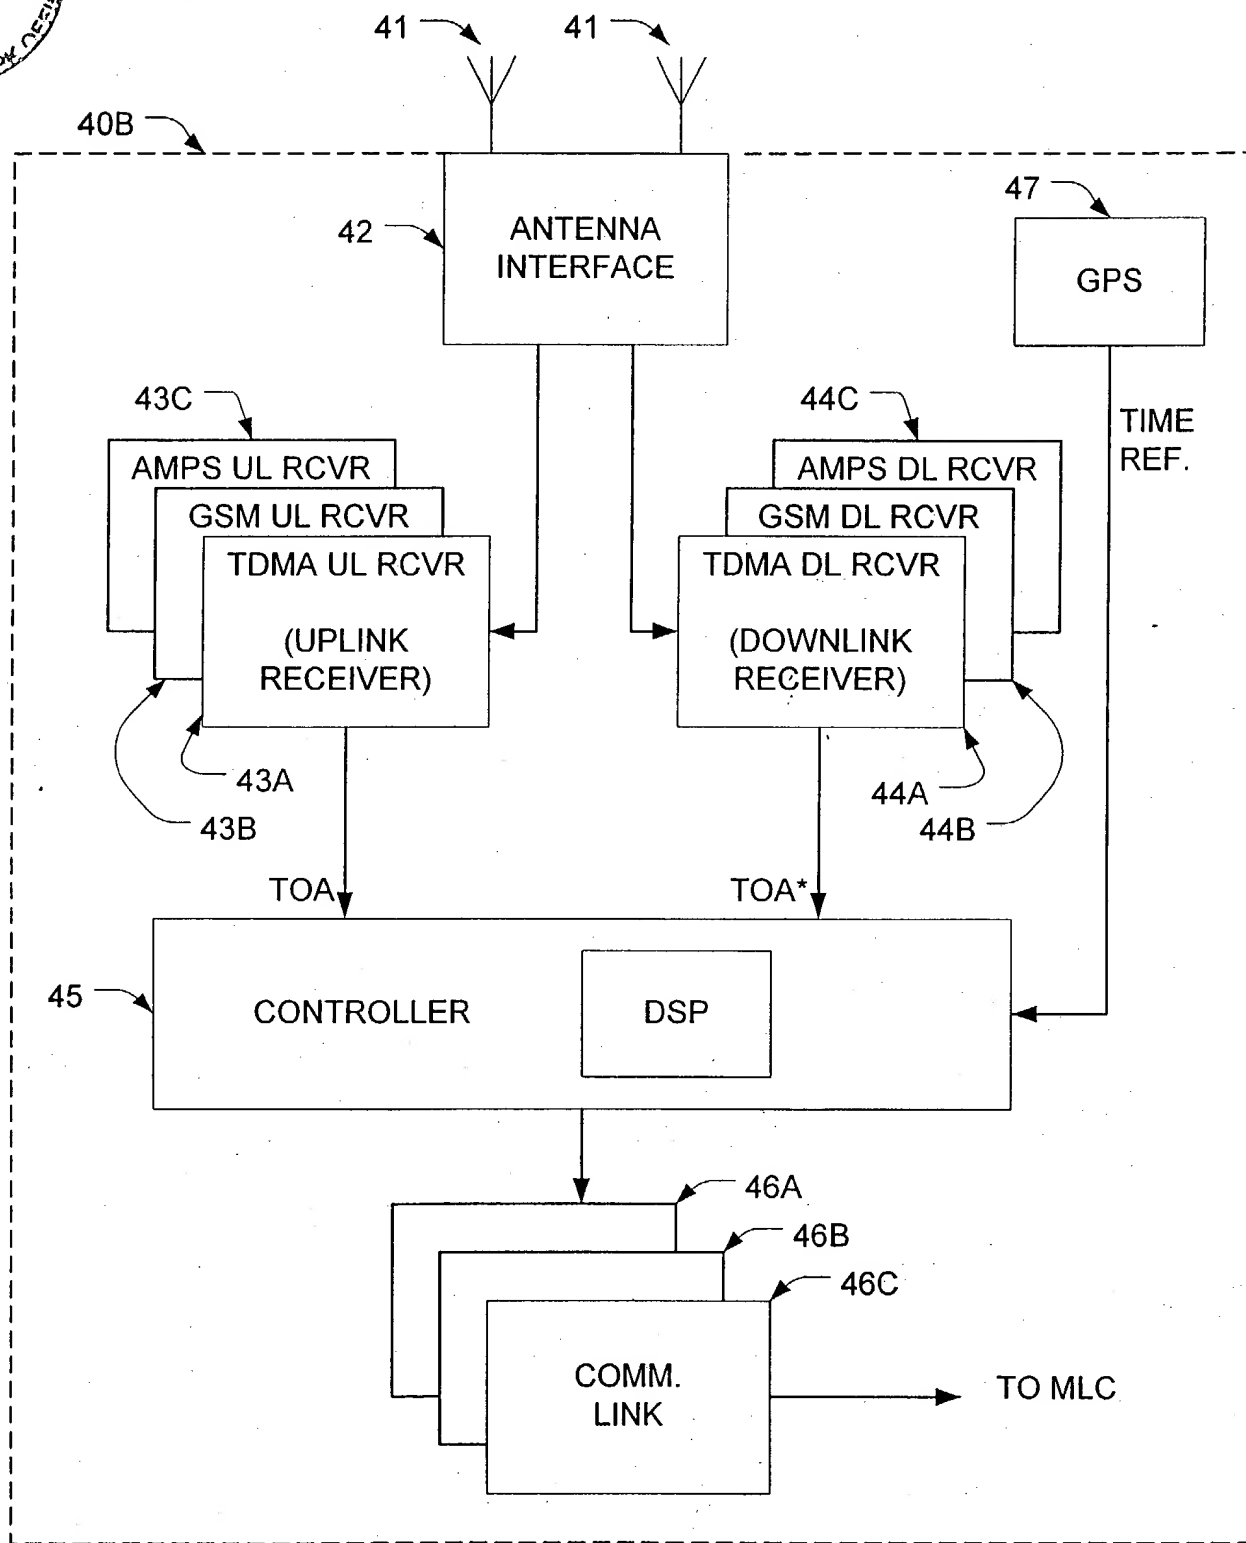 41
41
40B
47
42
ANTENNA
INTERFACE
GPS
43C
44C
TIME
REF.
AMPS UL RCVR
AMPS DL RCVR
GSM UL RCVR
GSM DL RCVR
TDMA UL RCVR
TDMA DL RCVR
(UPLINK
RECEIVER)
(DOWNLINK
RECEIVER)
43A
44A
43B
44B
TOA
TOA*
45
CONTROLLER
DSP
46A
46B
46C
COMM.
LINK
TO MLC